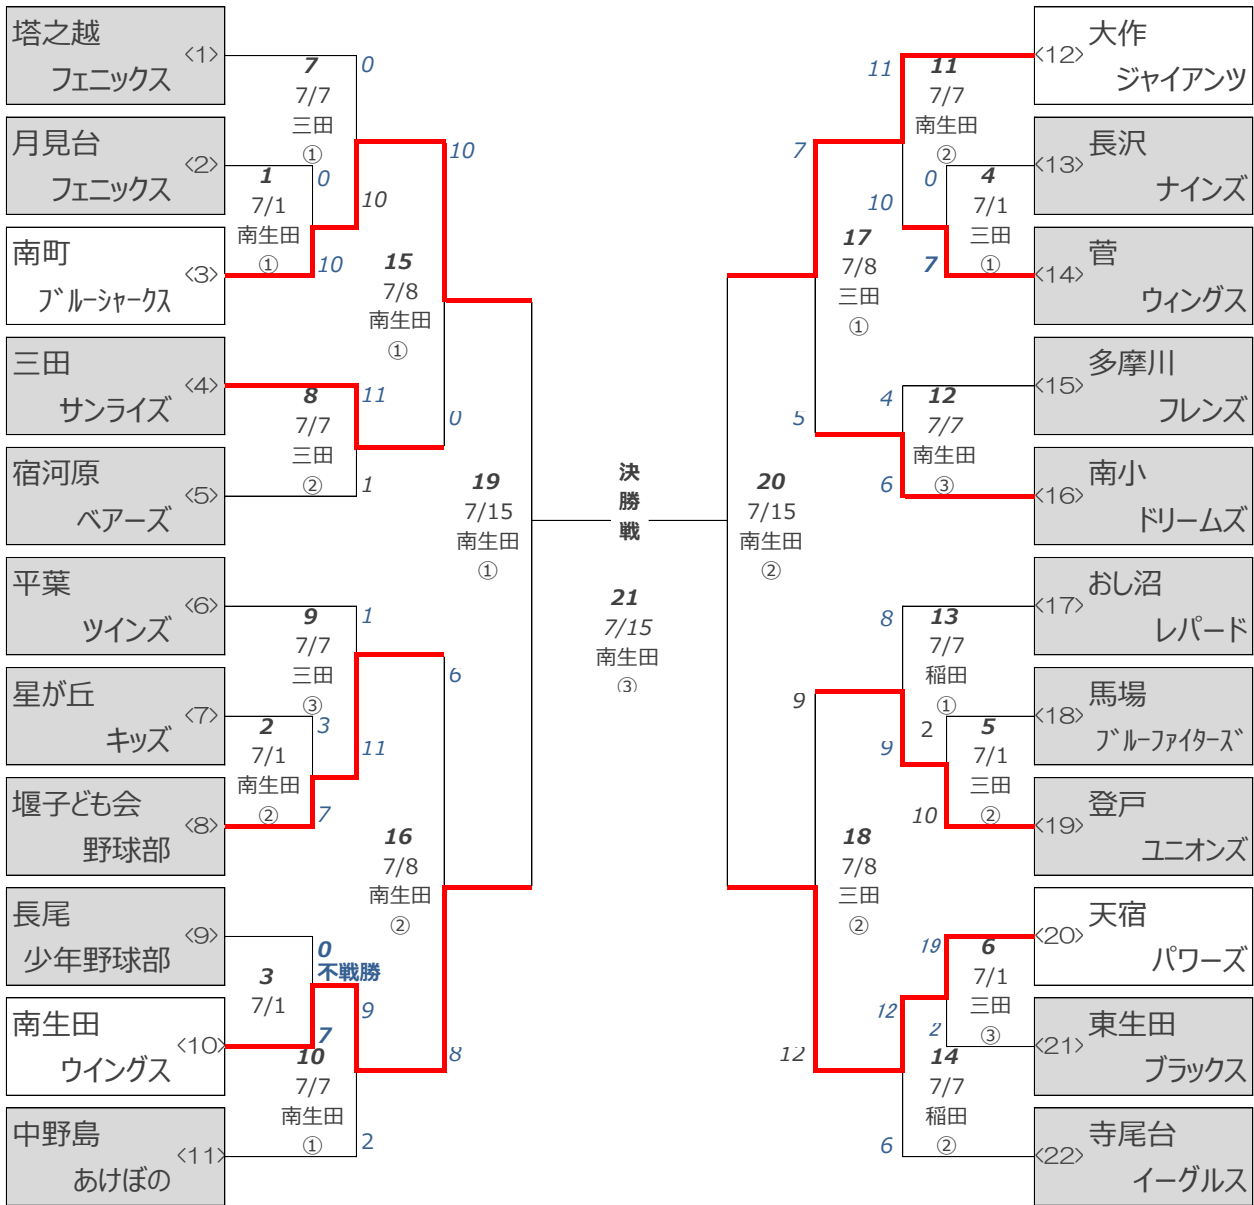 塔之越
フェニックス
<1>
月見台
フェニックス
<2>
南町
ブルーシャークス
<3>
三田
サンライズ
<4>
宿河原
ベアーズ
<5>
平葉
ツインズ
<6>
星が丘
キッズ
<7>
堰子ども会
野球部
<8>
長尾
少年野球部
<9>
南生田
ウイングス
<10>
中野島
あけぼの
<11>
7
7/7
三田
①
0
10
1
7/1
南生田
①
0
10
8
7/7
三田
②
11
1
15
7/8
南生田
①
10
0
9
7/7
三田
③
1
11
2
7/1
南生田
②
3
7
3
7/1
0
不戦勝
7
10
7/7
南生田
①
9
2
16
7/8
南生田
②
6
8
19
7/15
南生田
①
決
勝
戦
21
7/15
南生田
③
20
7/15
南生田
②
11
11
7/7
南生田
②
10
4
7/1
三田
①
0
7
17
7/8
三田
①
7
5
12
7/7
南生田
③
4
6
13
7/7
稲田
①
8
9
5
7/1
三田
②
2
10
18
7/8
三田
②
9
12
6
7/1
三田
③
19
2
14
7/7
稲田
②
12
6
<12>
大作
ジャイアンツ
<13>
長沢
ナインズ
<14>
菅
ウィングス
<15>
多摩川
フレンズ
<16>
南小
ドリームズ
<17>
おし沼
レパード
<18>
馬場
ブルーファイターズ
<19>
登戸
ユニオンズ
<20>
天宿
パワーズ
<21>
東生田
ブラックス
<22>
寺尾台
イーグルス